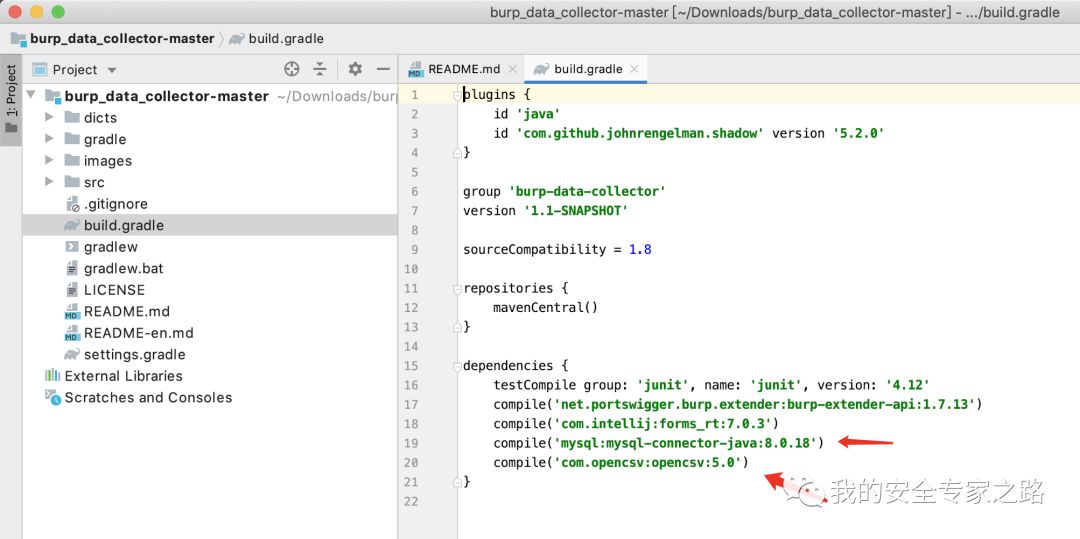 burp_data_collector-master [~/Downloads/burp_data_collector-master] - .../build.gradle
burp_data_collector-master
build.gradle
1: Project
Project
README.md
build.gradle
burp_data_collector-master ~/Downloads/bur
dicts
gradle
images
src
.gitignore
build.gradle
gradlew
gradlew.bat
LICENSE
MD README.md
MD README-en.md
settings.gradle
External Libraries
Scratches and Consoles
1 plugins {
2 id 'java'
3 id 'com.github.johnrengelman.shadow' version '5.2.0'
4 }
5
6 group 'burp-data-collector'
7 version '1.1-SNAPSHOT'
8
9 sourceCompatibility = 1.8
10
11 repositories {
12 mavenCentral()
13 }
14
15 dependencies {
16 testCompile group: 'junit', name: 'junit', version: '4.12'
17 compile('net.portswigger.burp.extender:burp-extender-api:1.7.13')
18 compile('com.intellij:forms_rt:7.0.3')
19 compile('mysql:mysql-connector-java:8.0.18')
20 compile('com.opencsv:opencsv:5.0')
21 }
22
我的安全专家之路